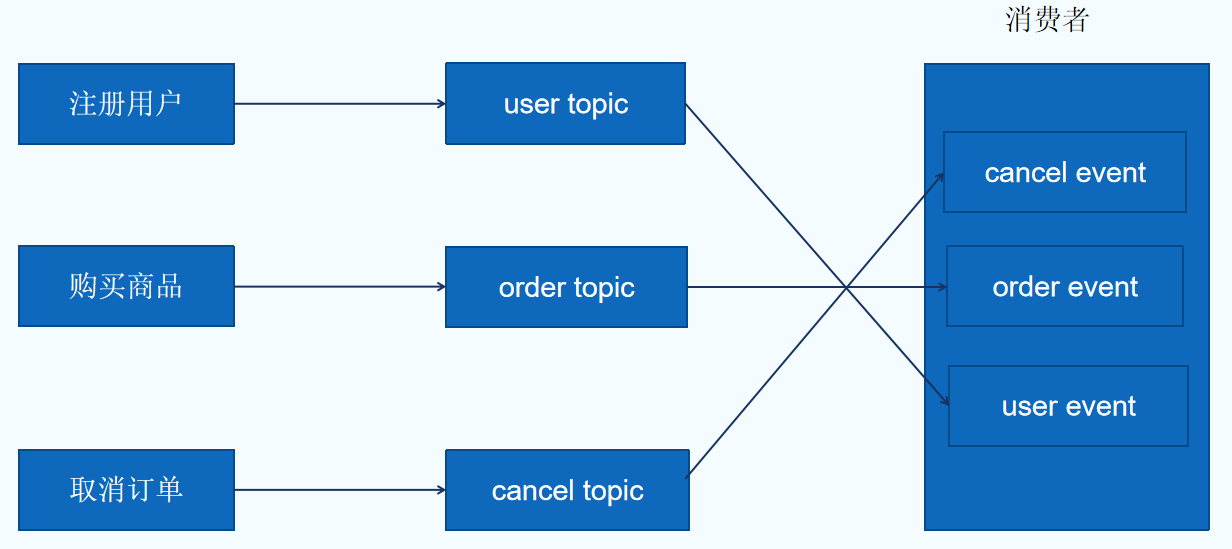 消费者
注册用户
user topic
cancel event
购买商品
order topic
order event
user event
取消订单
cancel topic